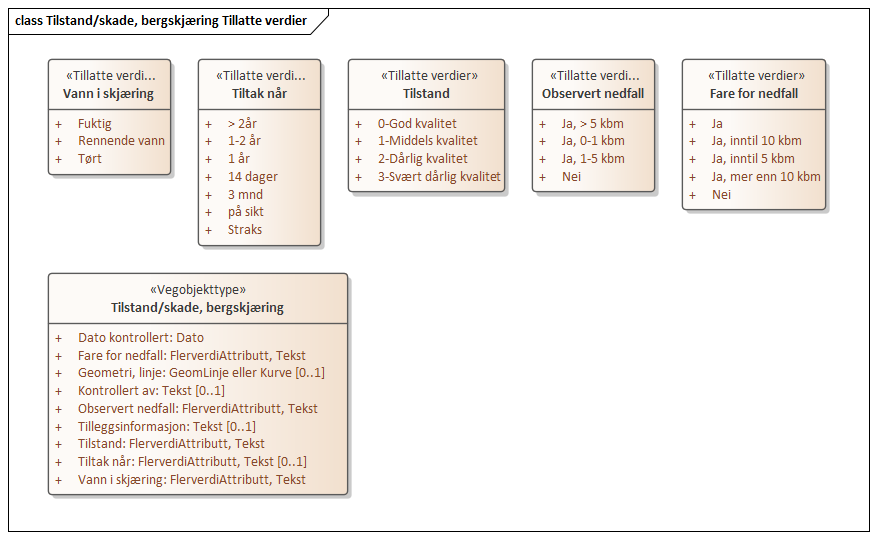 class Tilstand/skade, bergskjæring Tillatte verdier
«Tillatte verdi...
Vann i skjæring
+ Fuktig
+ Rennende vann
+ Tørt
«Tillatte verdi...
Tiltak når
+ > 2år
+ 1-2 år
+ 1 år
+ 14 dager
+ 3 mnd
+ på sikt
+ Straks
«Tillatte verdier»
Tilstand
+ 0-God kvalitet
+ 1-Middels kvalitet
+ 2-Dårlig kvalitet
+ 3-Svært dårlig kvalitet
«Tillatte verdi...
Observert nedfall
+ Ja, > 5 kbm
+ Ja, 0-1 kbm
+ Ja, 1-5 kbm
+ Nei
«Tillatte verdier»
Fare for nedfall
+ Ja
+ Ja, inntil 10 kbm
+ Ja, inntil 5 kbm
+ Ja, mer enn 10 kbm
+ Nei
«Vegobjekttype»
Tilstand/skade, bergskjæring
+ Dato kontrollert: Dato
+ Fare for nedfall: FlerverdiAttributt, Tekst
+ Geometri, linje: GeomLinje eller Kurve [0..1]
+ Kontrollert av: Tekst [0..1]
+ Observert nedfall: FlerverdiAttributt, Tekst
+ Tilleggsinformasjon: Tekst [0..1]
+ Tilstand: FlerverdiAttributt, Tekst
+ Tiltak når: FlerverdiAttributt, Tekst [0..1]
+ Vann i skjæring: FlerverdiAttributt, Tekst